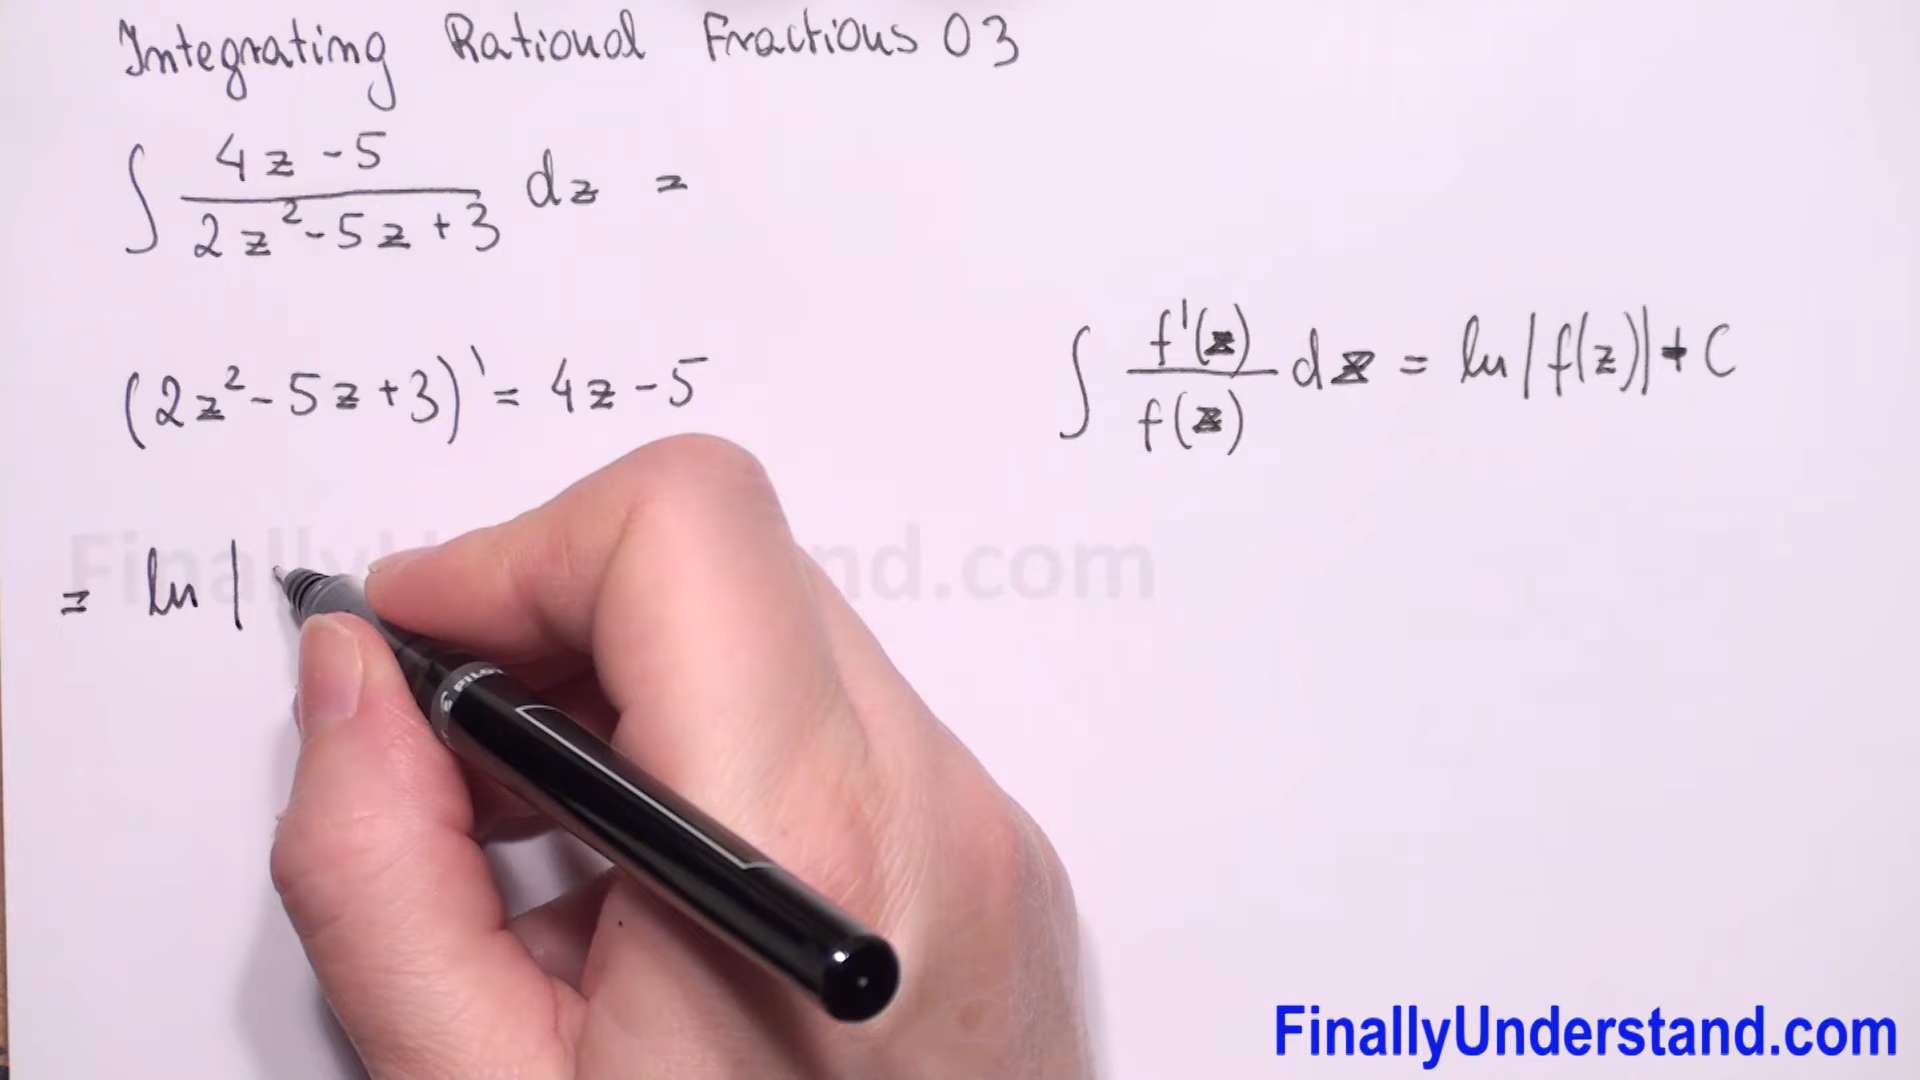 Integrating Rational Fractions 03
∫ (4z - 5)/(2z² - 5z + 3) dz =
(2z² - 5z + 3)' = 4z - 5
∫ f'(z)/f(z) dz = ln|f(z)| + C
= ln |
FinallyUnderstand.com
PILOT
FinallyUnderstand.com